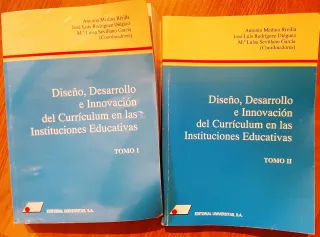 Antonio Medina Rivilla
José Luis Rodríguez Diéguez
M.ª Luisa Sevillano García
(Coordinadores)
Diseño, Desarrollo
e Innovación
del Currículum en las
Instituciones Educativas
TOMO I
EDITORIAL UNIVERSITAS, S.A.
Antonio Medina Rivilla
José Luis Rodríguez Diéguez
M.ª Luisa Sevillano García
(Coordinadores)
Diseño, Desarrollo
e Innovación
del Currículum en las
Instituciones Educativas
TOMO II
EDITORIAL UNIVERSITAS, S.A.